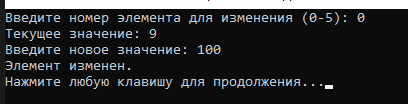 Введите номер элемента для изменения (0-5): 0
Текущее значение: 9
Введите новое значение: 100
Элемент изменен.
Нажмите любую клавишу для продолжения...